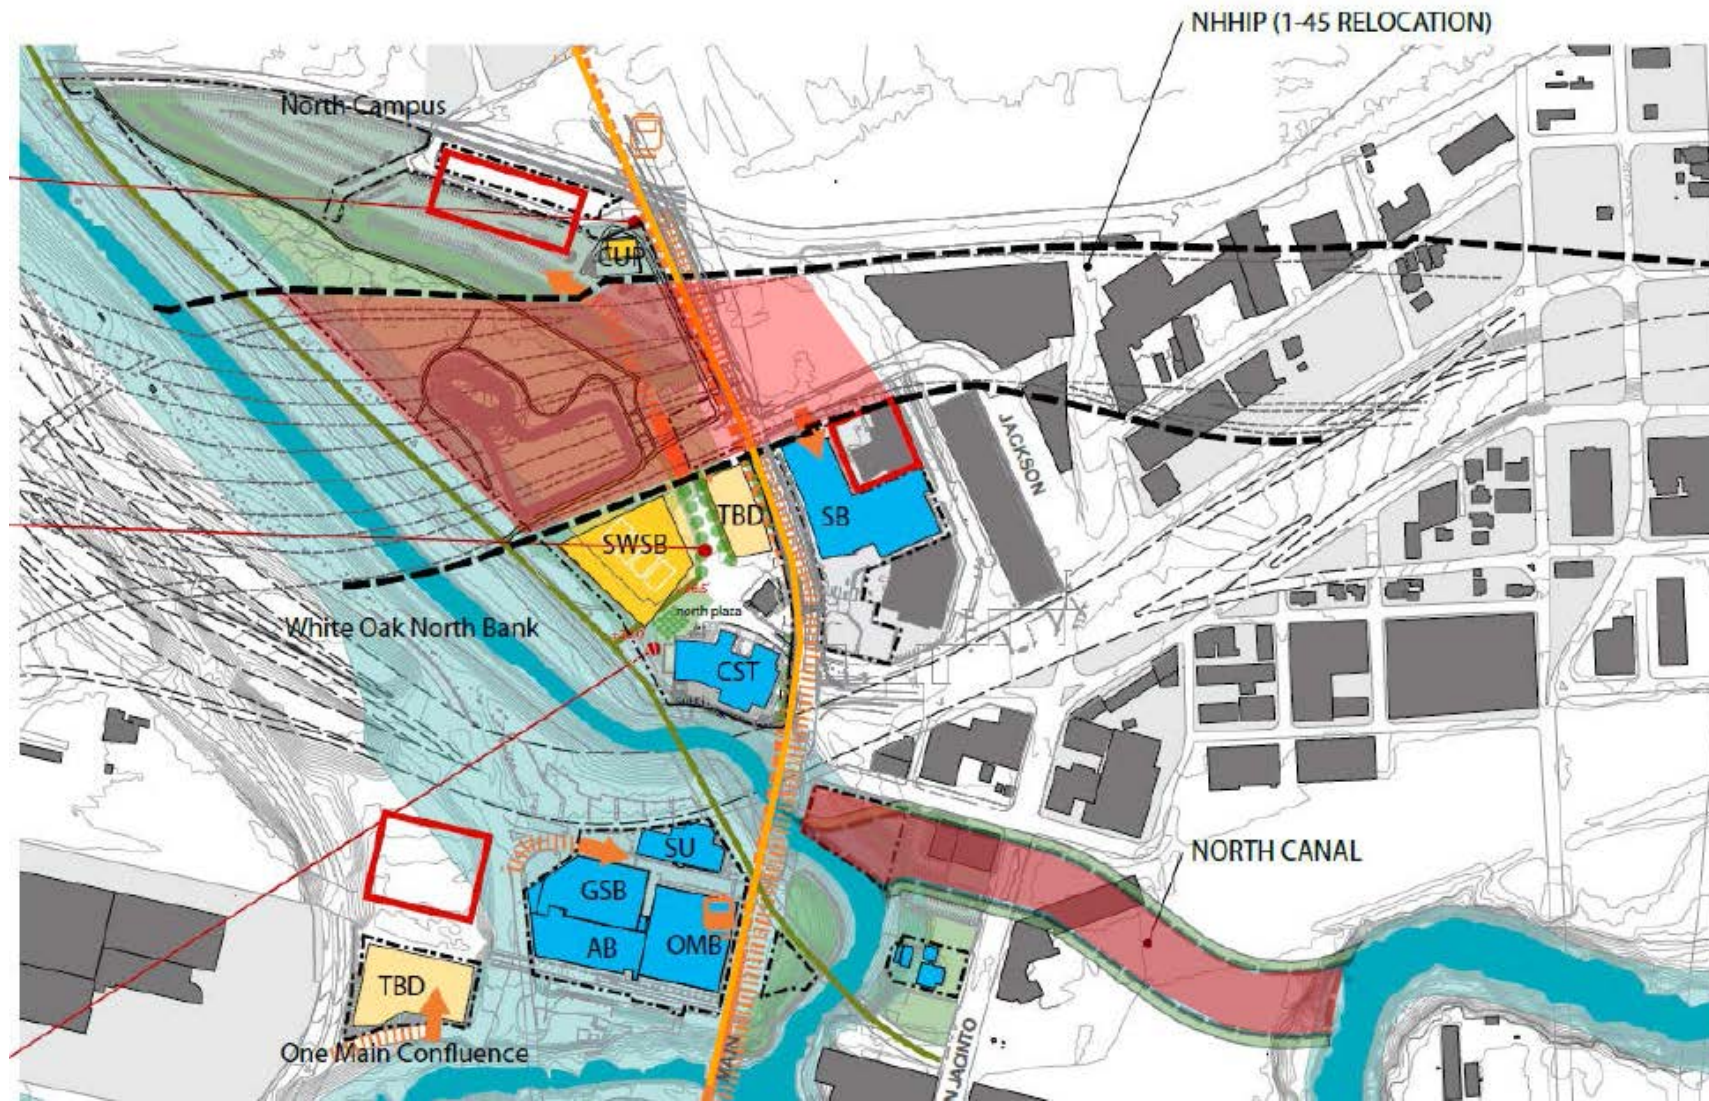 NHHIP (1-45 RELOCATION)
North-Campus
CUP
JACKSON
TBD
SB
SWSB
north plaza
White Oak North Bank
CST
SU
NORTH CANAL
GSB
AB
OMB
TBD
One Main Confluence
MAIN
N JACINTO